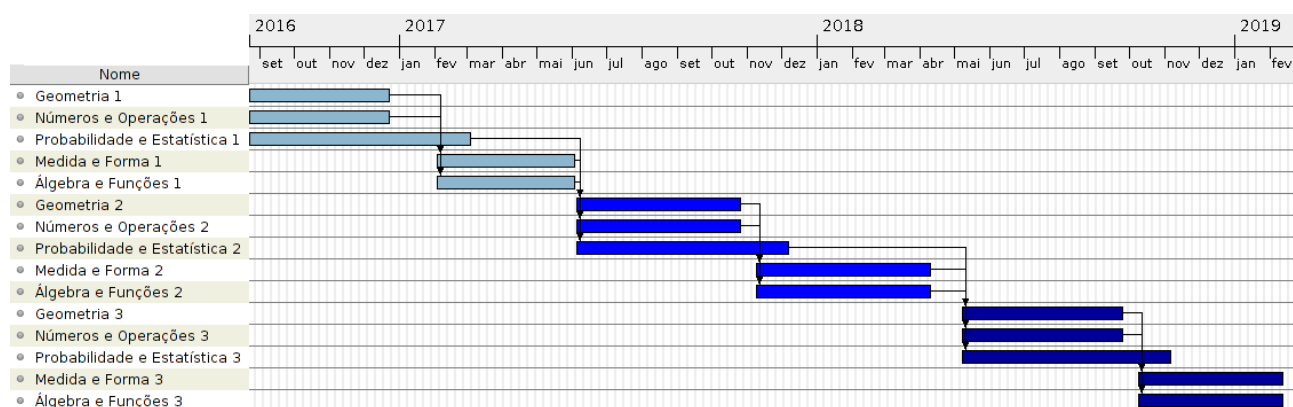 2016 2017 2018 2019
set out nov dez jan fev mar abr mai jun jul ago set out nov dez jan fev mar abr mai jun jul ago set out nov dez jan fev
Nome
Geometria 1
Números e Operações 1
Probabilidade e Estatística 1
Medida e Forma 1
Álgebra e Funções 1
Geometria 2
Números e Operações 2
Probabilidade e Estatística 2
Medida e Forma 2
Álgebra e Funções 2
Geometria 3
Números e Operações 3
Probabilidade e Estatística 3
Medida e Forma 3
Álgebra e Funções 3